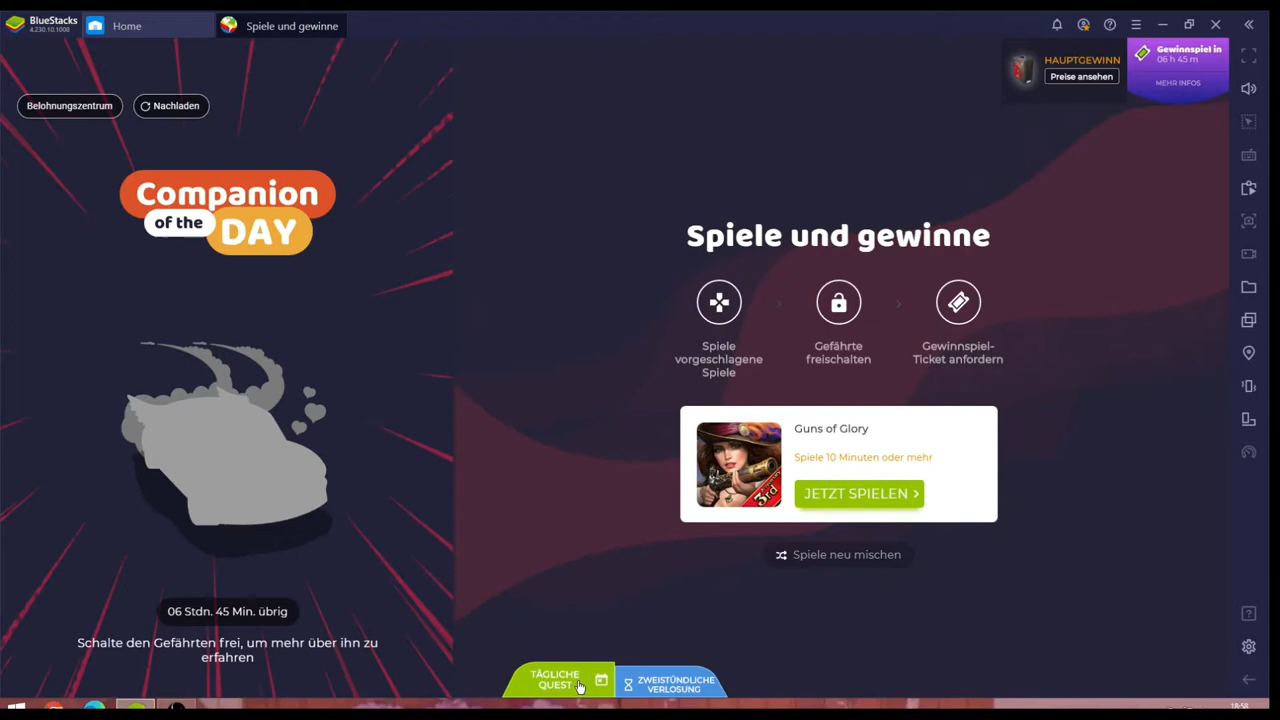 BlueStacks
4.230.10.1008
Home
Spiele und gewinne
HAUPTGEWINN
Preise ansehen
Gewinnspiel in
06 h 45 m
MEHR INFOS
Belohnungszentrum
Nachladen
Companion
of the
DAY
06 Stdn. 45 Min. übrig
Schalte den Gefährten frei, um mehr über ihn zu
erfahren
Spiele und gewinne
Spiele
vorgeschlagene
Spiele
Gefährte
freischalten
Gewinnspiel-
Ticket anfordern
3rd
Guns of Glory
Spiele 10 Minuten oder mehr
JETZT SPIELEN
Spiele neu mischen
TÄGLICHE
QUEST
ZWEISTÜNDLICHE
VERLOSUNG
18:58